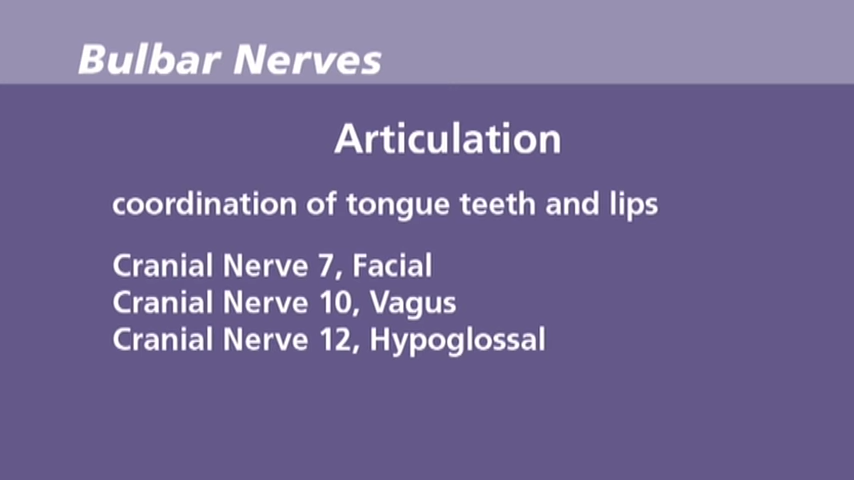 Bulbar Nerves
Articulation
coordination of tongue teeth and lips
Cranial Nerve 7, Facial
Cranial Nerve 10, Vagus
Cranial Nerve 12, Hypoglossal